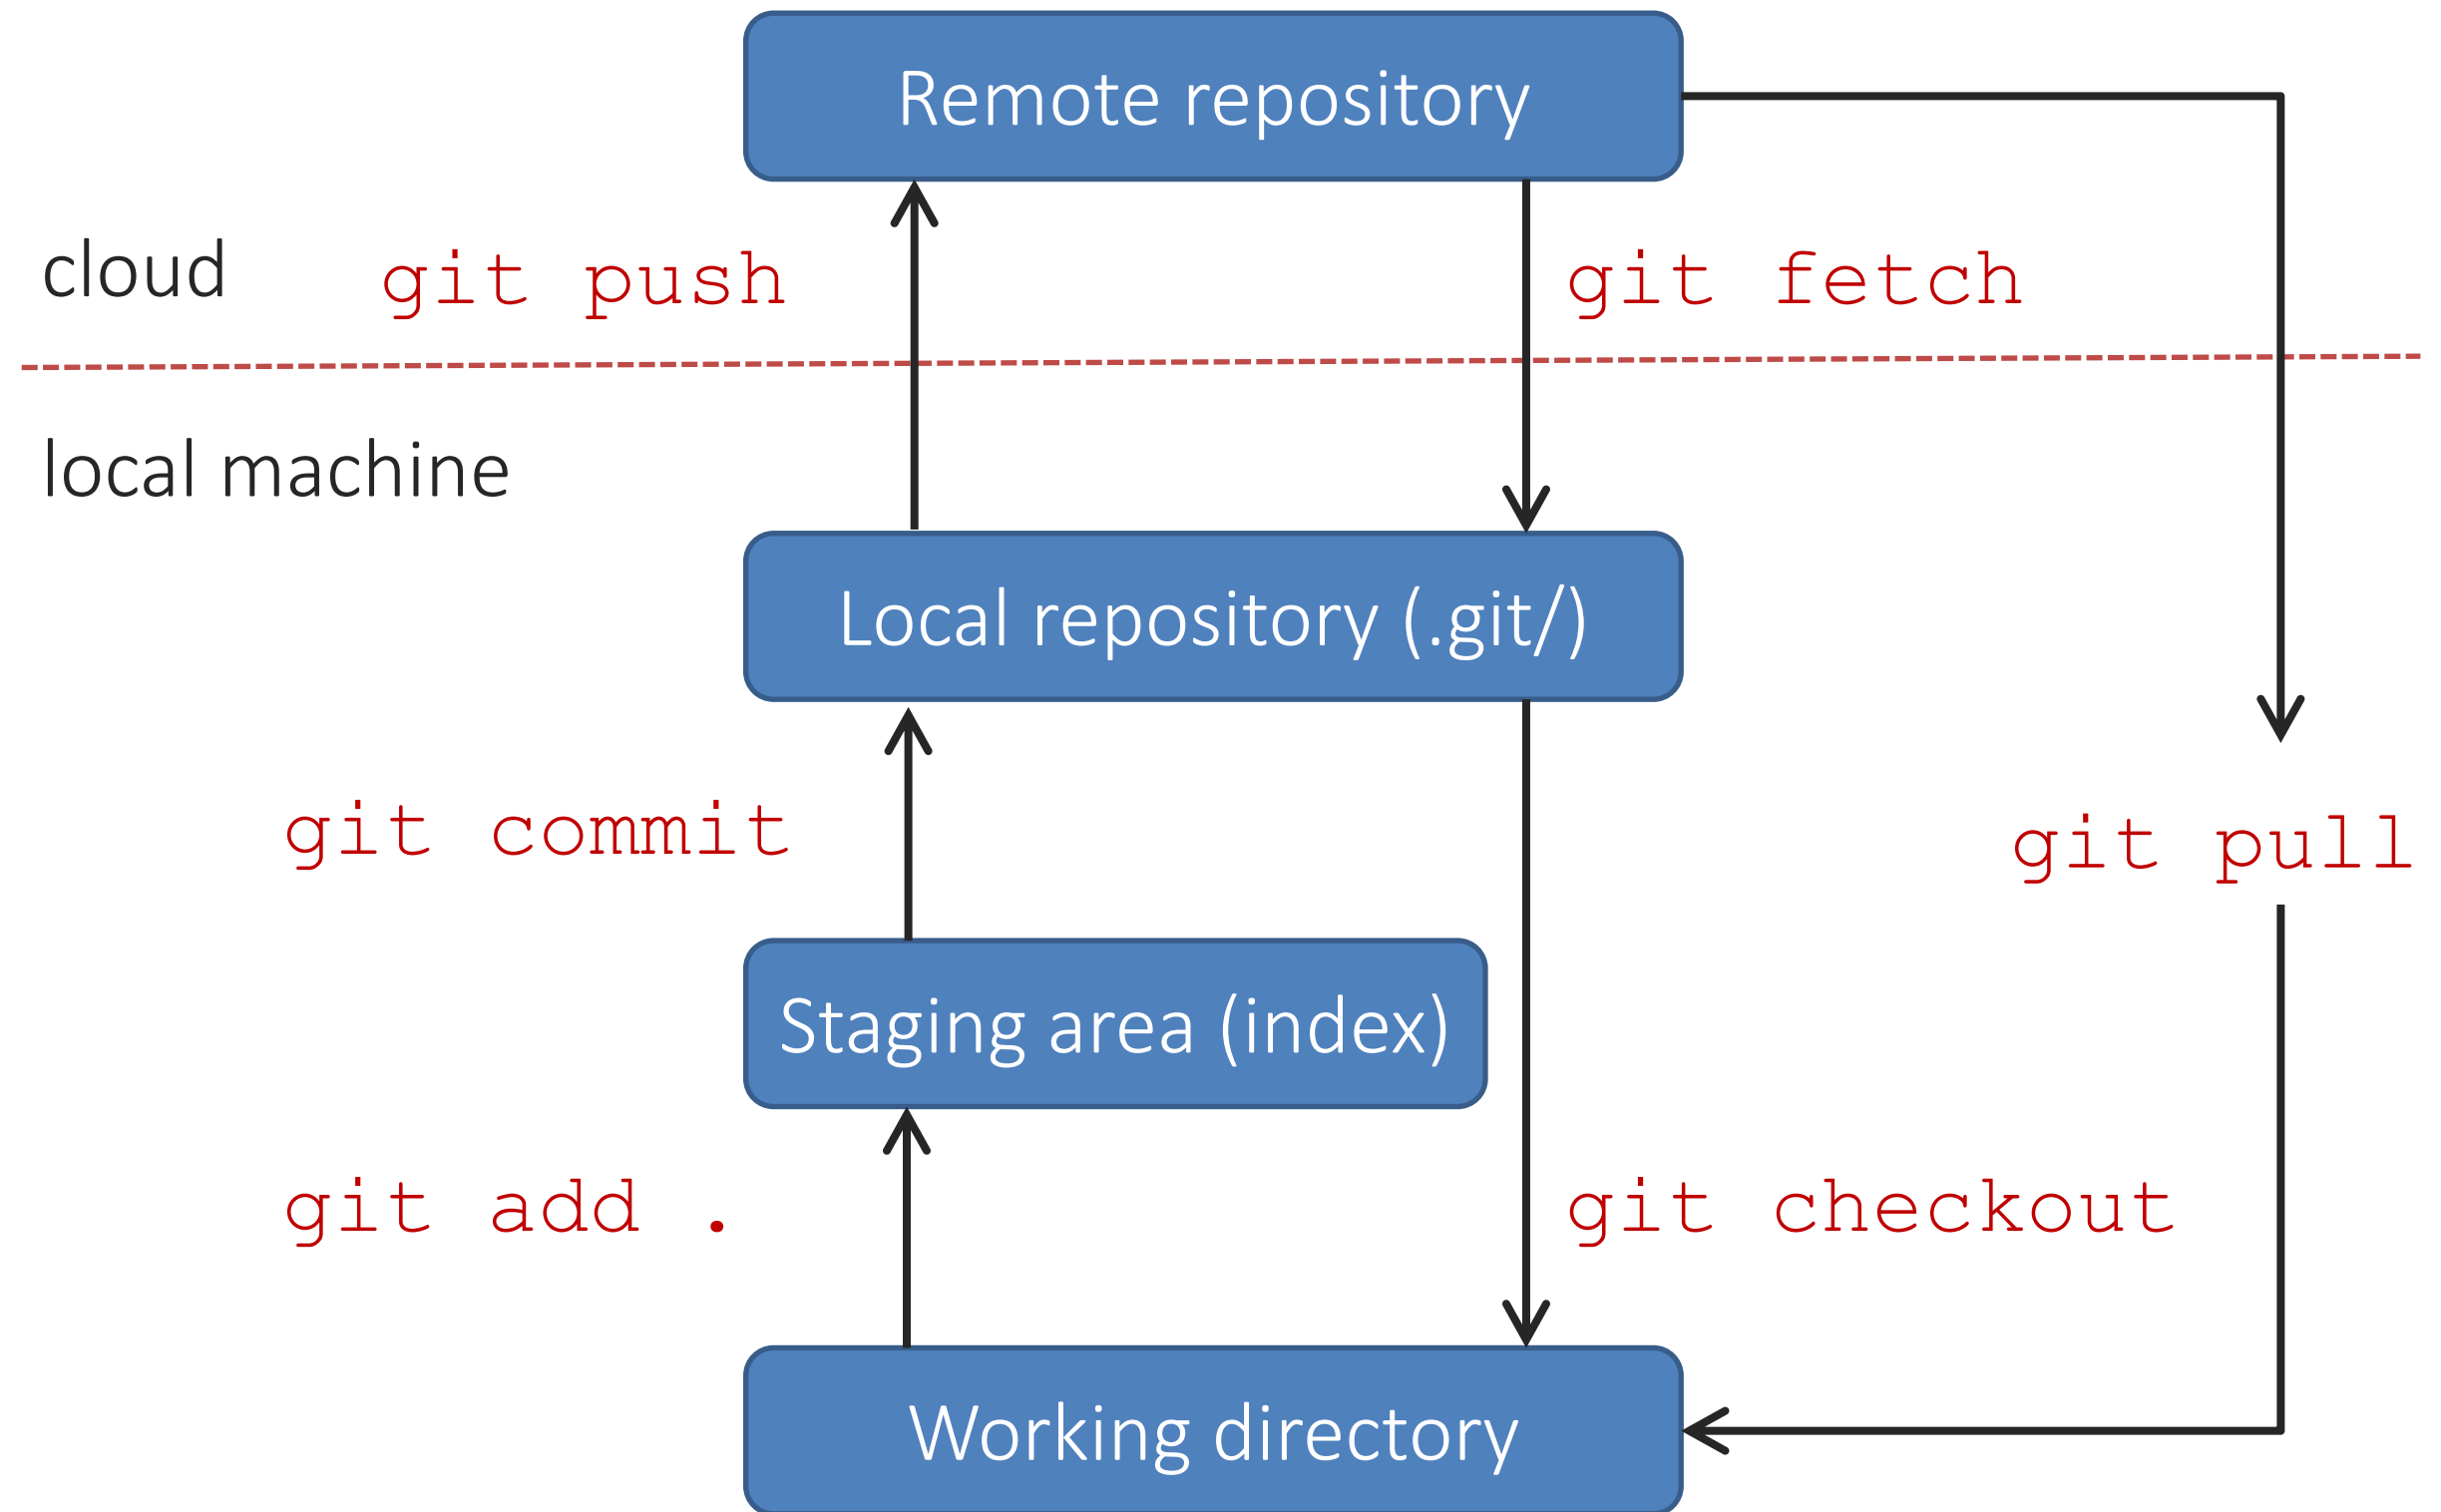 Remote repository
cloud
git push
git fetch
local machine
Local repository (.git/)
git commit
git pull
Staging area (index)
git add .
git checkout
Working directory